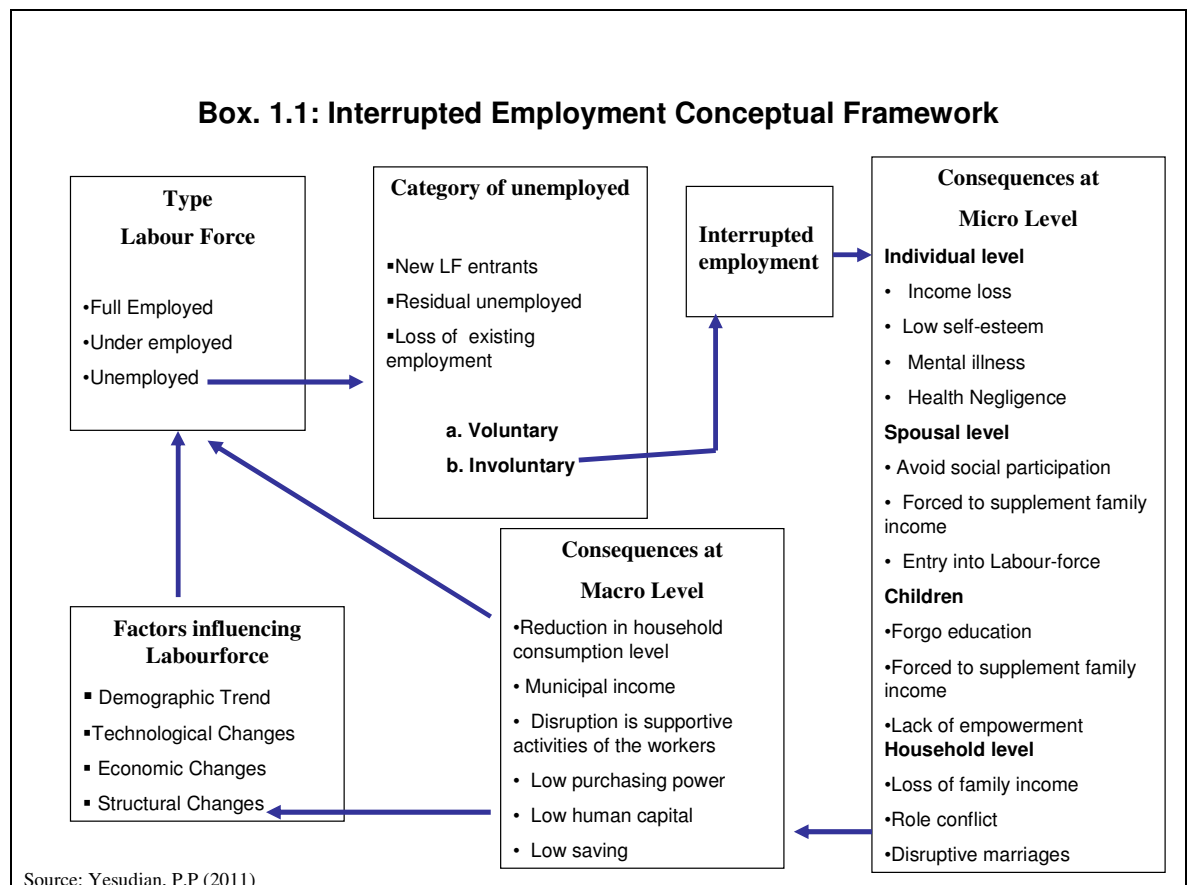 Box. 1.1: Interrupted Employment Conceptual Framework
Type
Labour Force
•Full Employed
•Under employed
•Unemployed
Category of unemployed
▪New LF entrants
▪Residual unemployed
▪Loss of existing
employment
a. Voluntary
b. Involuntary
Interrupted
employment
Consequences at
Micro Level
Individual level
• Income loss
• Low self-esteem
• Mental illness
• Health Negligence
Spousal level
• Avoid social participation
• Forced to supplement family
income
• Entry into Labour-force
Children
•Forgo education
•Forced to supplement family
income
•Lack of empowerment
Household level
•Loss of family income
•Role conflict
•Disruptive marriages
Consequences at
Macro Level
•Reduction in household
consumption level
• Municipal income
• Disruption is supportive
activities of the workers
• Low purchasing power
• Low human capital
• Low saving
Factors influencing
Labourforce
▪ Demographic Trend
▪Technological Changes
▪ Economic Changes
▪ Structural Changes
Source: Yesudian, P.P (2011)